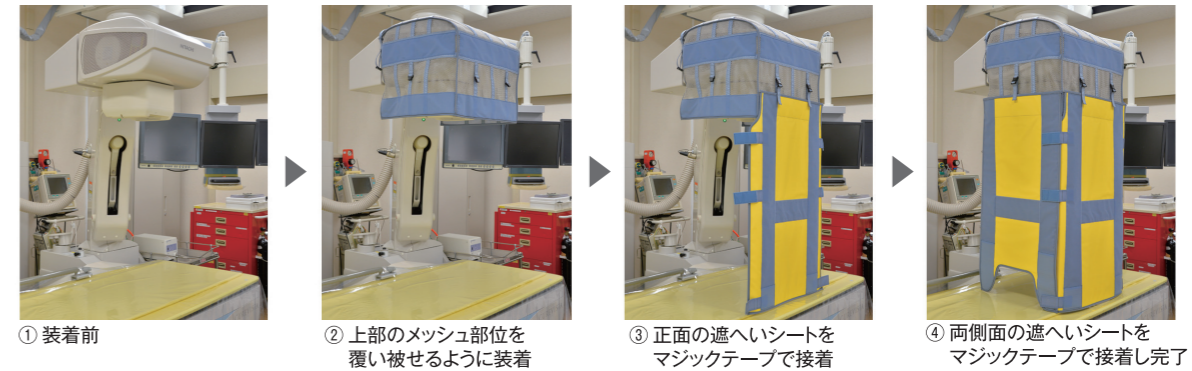 ① 装着前
② 上部のメッシュ部位を
覆い被せるように装着
③ 正面の遮へいシートを
マジックテープで接着
④ 両側面の遮へいシートを
マジックテープで接着し完了